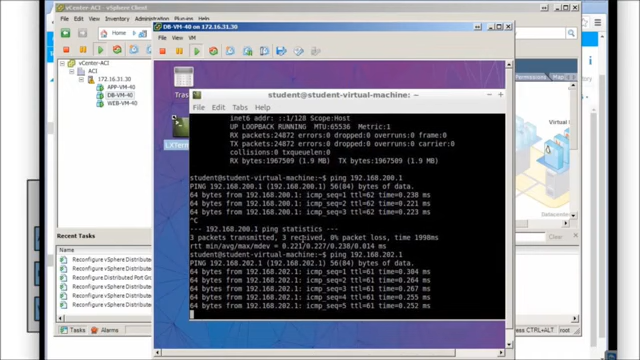 vCenter-ACI - vSphere Client
File Edit View Inventory Administration
Home
vCenter-ACI
ACI
172.16.31.30
APP-VM-40
DB-VM-40
WEB-VM-40
Recent Tasks
Name
Reconfigure vSphere Distributed
Reconfigure Distributed Port Group
Reconfigure vSphere Distributed
Reconfigure vSphere Distributed
Tasks Alarms
DB-VM-40 on 172.16.31.30
File View VM
Tras
LXTerm
student@student-virtual-machine: ~
File Edit Tabs Help
inet6 addr: ::1/128 Scope:Host
UP LOOPBACK RUNNING MTU:65536 Metric:1
RX packets:24872 errors:0 dropped:0 overruns:0 frame:0
TX packets:24872 errors:0 dropped:0 overruns:0 carrier:0
collisions:0 txqueuelen:0
RX bytes:1967509 (1.9 MB) TX bytes:1967509 (1.9 MB)
student@student-virtual-machine:~$ ping 192.168.200.1
PING 192.168.200.1 (192.168.200.1) 56(84) bytes of data.
64 bytes from 192.168.200.1: icmp_seq=1 ttl=62 time=0.238 ms
64 bytes from 192.168.200.1: icmp_seq=2 ttl=62 time=0.221 ms
64 bytes from 192.168.200.1: icmp_seq=3 ttl=62 time=0.223 ms
^C
--- 192.168.200.1 ping statistics ---
3 packets transmitted, 3 received, 0% packet loss, time 1998ms
rtt min/avg/max/mdev = 0.221/0.227/0.238/0.014 ms
student@student-virtual-machine:~$ ping 192.168.202.1
PING 192.168.202.1 (192.168.202.1) 56(84) bytes of data.
64 bytes from 192.168.202.1: icmp_seq=1 ttl=61 time=0.304 ms
64 bytes from 192.168.202.1: icmp_seq=2 ttl=61 time=0.264 ms
64 bytes from 192.168.202.1: icmp_seq=3 ttl=61 time=0.267 ms
64 bytes from 192.168.202.1: icmp_seq=4 ttl=61 time=0.255 ms
64 bytes from 192.168.202.1: icmp_seq=5 ttl=61 time=0.252 ms
Virtual
Datacenter
To release cursor, press CTRL+ALT